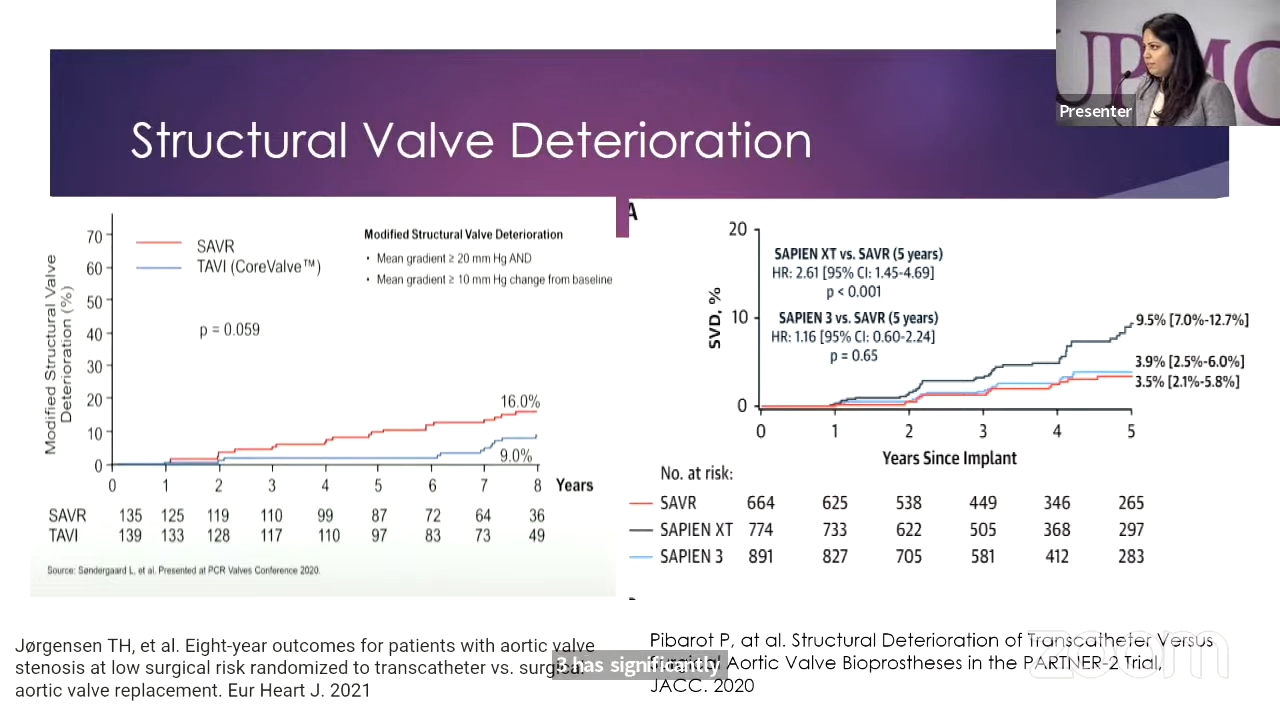 UPMC
Presenter
Structural Valve Deterioration
Modified Structural Valve
Deterioration (%)
70
60
50
40
30
20
10
0
SAVR
TAVI (CoreValve™)
p = 0.059
Modified Structural Valve Deterioration
• Mean gradient ≥ 20 mm Hg AND
• Mean gradient ≥ 10 mm Hg change from baseline
16.0%
9.0%
0 1 2 3 4 5 6 7 8 Years
SAVR 135 125 119 110 99 87 72 64 36
TAVI 139 133 128 117 110 97 83 73 49
Source: Søndergaard L, et al. Presented at PCR Valves Conference 2020.
Jørgensen TH, et al. Eight-year outcomes for patients with aortic valve
stenosis at low surgical risk randomized to transcatheter vs. surgical
aortic valve replacement. Eur Heart J. 2021
A
SVD, %
20
10
0
SAPIEN XT vs. SAVR (5 years)
HR: 2.61 [95% CI: 1.45-4.69]
p < 0.001
SAPIEN 3 vs. SAVR (5 years)
HR: 1.16 [95% CI: 0.60-2.24]
p = 0.65
9.5% [7.0%-12.7%]
3.9% [2.5%-6.0%]
3.5% [2.1%-5.8%]
0 1 2 3 4 5
Years Since Implant
No. at risk:
SAVR 664 625 538 449 346 265
SAPIEN XT 774 733 622 505 368 297
SAPIEN 3 891 827 705 581 412 283
Pibarot P, at al. Structural Deterioration of Transcatheter Versus
Aortic Valve Bioprostheses in the PARTNER-2 Trial,
JACC. 2020
3 has significantly
zoom